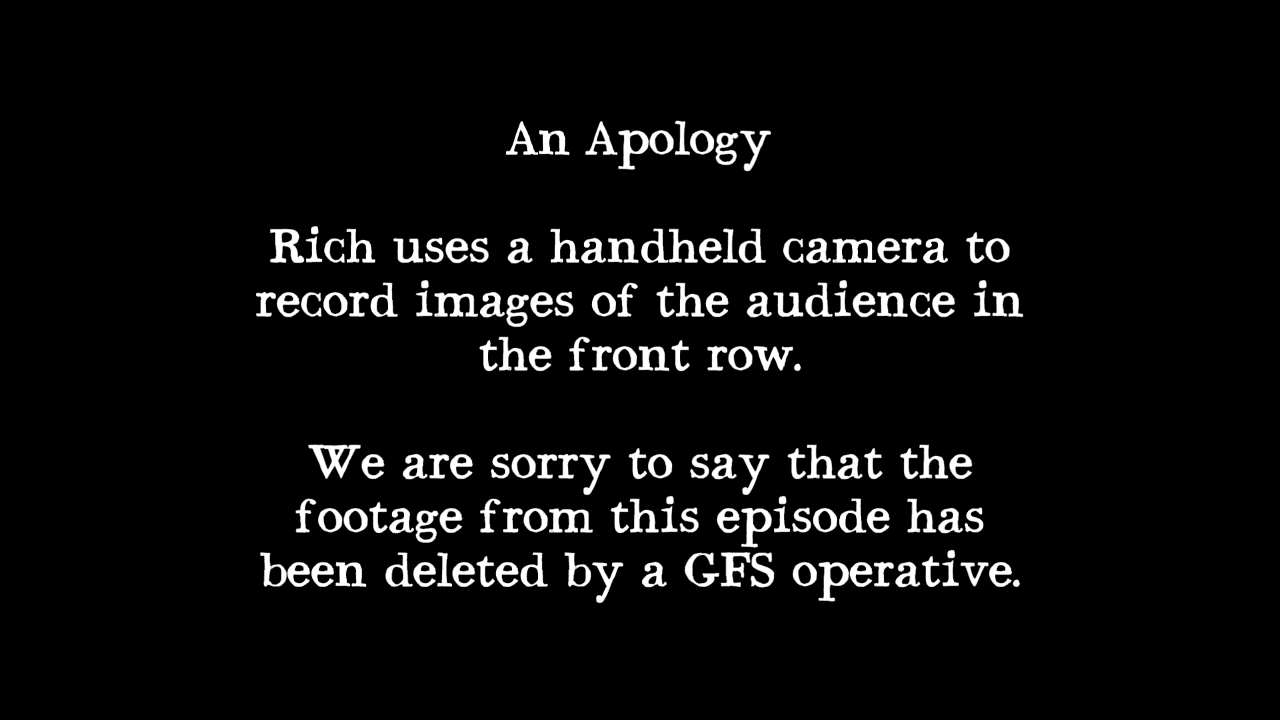 An Apology
Rich uses a handheld camera to
record images of the audience in
the front row.
We are sorry to say that the
footage from this episode has
been deleted by a GFS operative.